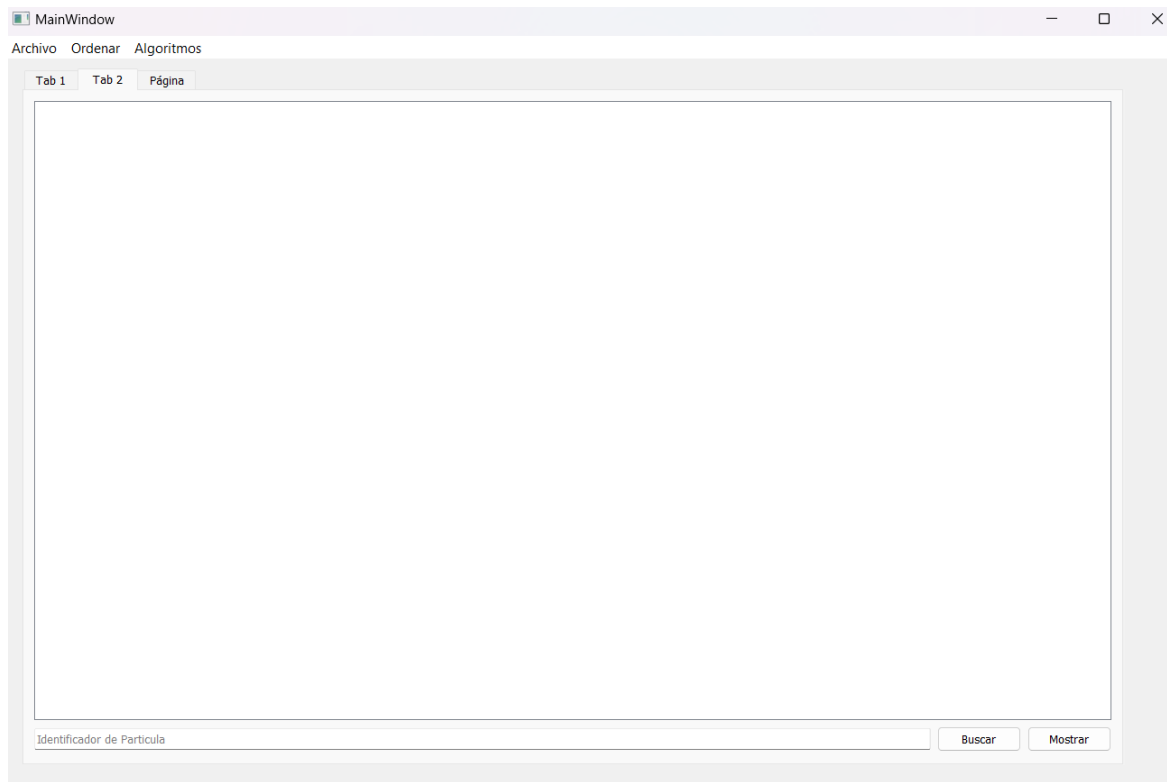 MainWindow
Archivo Ordenar Algoritmos
Tab 1 Tab 2 Página
Identificador de Particula Buscar Mostrar